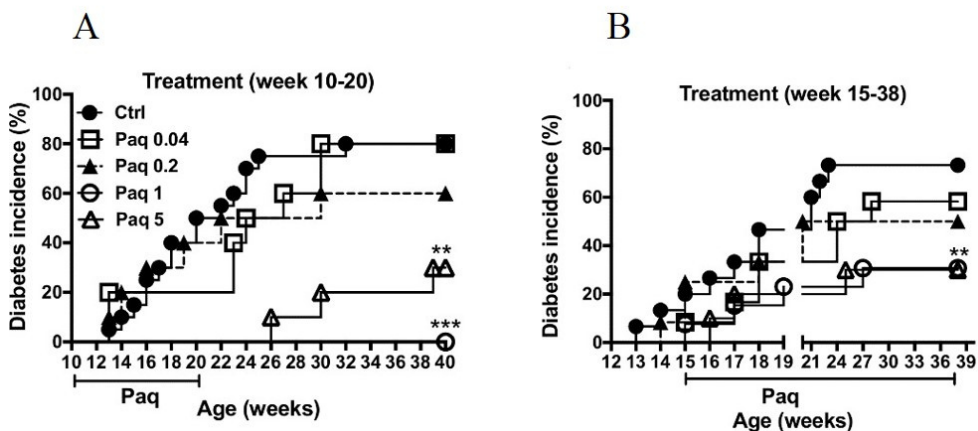 A
Treatment (week 10-20)
Diabetes incidence (%)
100
80
60
40
20
0
Ctrl
Paq 0.04
Paq 0.2
Paq 1
Paq 5
**
***
10 12 14 16 18 20 22 24 26 28 30 32 34 36 38 40
Paq
Age (weeks)
B
Treatment (week 15-38)
Diabetes incidence (%)
100
80
60
40
20
0
**
12 13 14 15 16 17 18 19 21 24 27 30 33 36 39
Paq
Age (weeks)